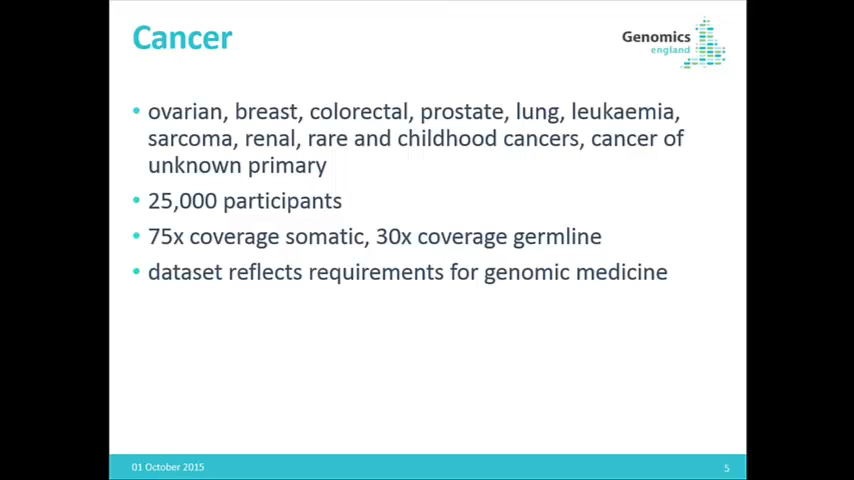 Cancer
Genomics
england
• ovarian, breast, colorectal, prostate, lung, leukaemia,
sarcoma, renal, rare and childhood cancers, cancer of
unknown primary
• 25,000 participants
• 75x coverage somatic, 30x coverage germline
• dataset reflects requirements for genomic medicine
01 October 2015
5